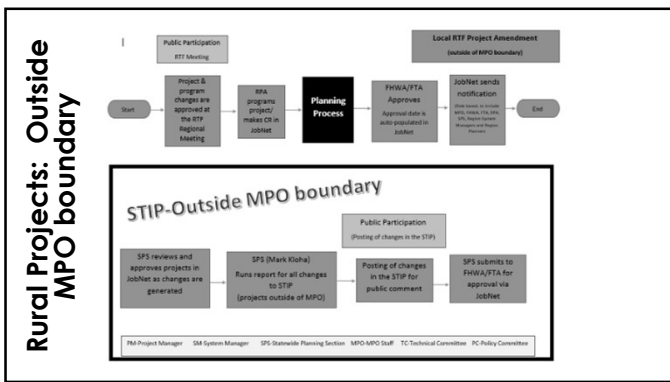 Rural Projects: Outside
MPO boundary
Public Participation
RTF Meeting
Local RTF Project Amendment
(outside of MPO boundary)
Start
Project &
program
changes are
approved at
the RTF
Regional
Meeting
RPA
programs
project/
makes CR in
JobNet
Planning
Process
FHWA/FTA
Approves
Approval date is
auto-populated in
JobNet
JobNet sends
notification
End
STIP-Outside MPO boundary
Public Participation
(Posting of changes in the STIP)
SPS reviews and
approves projects in
JobNet as changes are
generated
SPS (Mark Kloha)
Runs report for all changes
to STIP
(projects outside of MPO)
Posting of changes
in the STIP for
public comment
SPS submits to
FHWA/FTA for
approval via
JobNet
PM-Project Manager SM-System Manager SPS-Statewide Planning Section MPO-MPO Staff TC-Technical Committee PC-Policy Committee